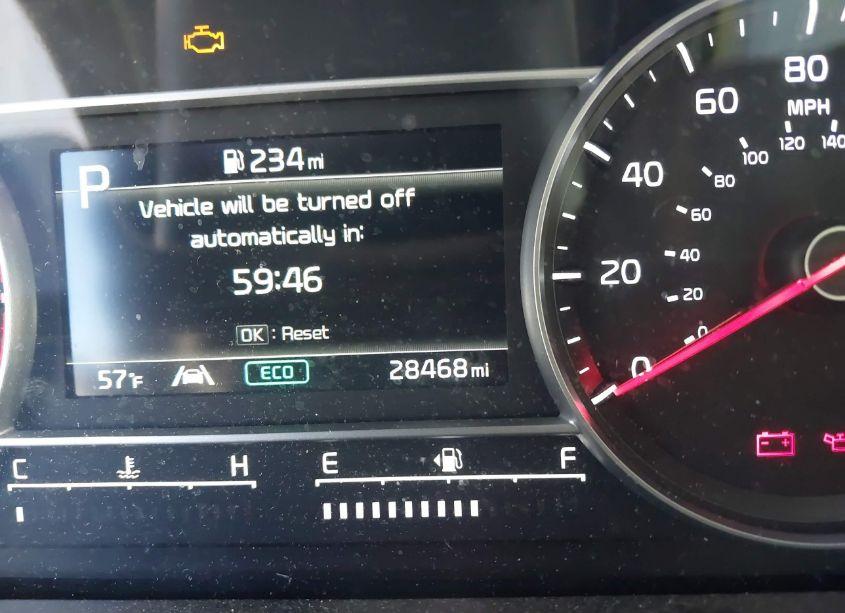 234 mi
P
Vehicle will be turned off
automatically in:
59:46
OK : Reset
57°F
ECO
28468 mi
C
H
E
F
80
60
MPH
40
20
0
140
120
100
80
60
40
20
0